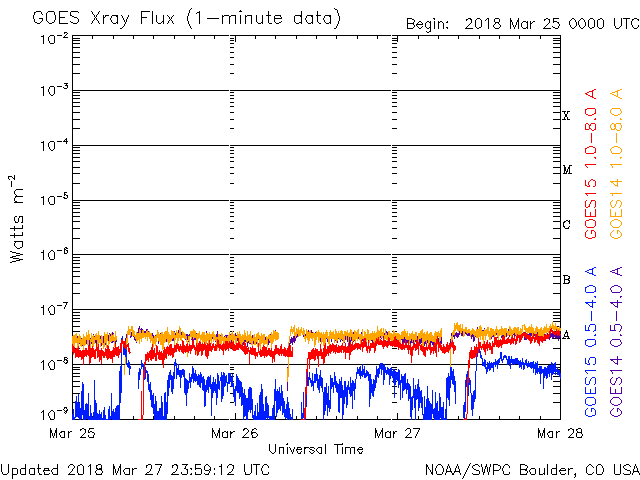 GOES Xray Flux (1-minute data)
Begin: 2018 Mar 25 0000 UTC
10⁻²
10⁻³
10⁻⁴
10⁻⁵
10⁻⁶
10⁻⁷
10⁻⁸
10⁻⁹
Watts m⁻²
X
M
C
B
A
GOES15 1.0-8.0 A
GOES14 1.0-8.0 A
GOES15 0.5-4.0 A
GOES14 0.5-4.0 A
Mar 25 Mar 26 Mar 27 Mar 28
Universal Time
Updated 2018 Mar 27 23:59:12 UTC
NOAA/SWPC Boulder, CO USA